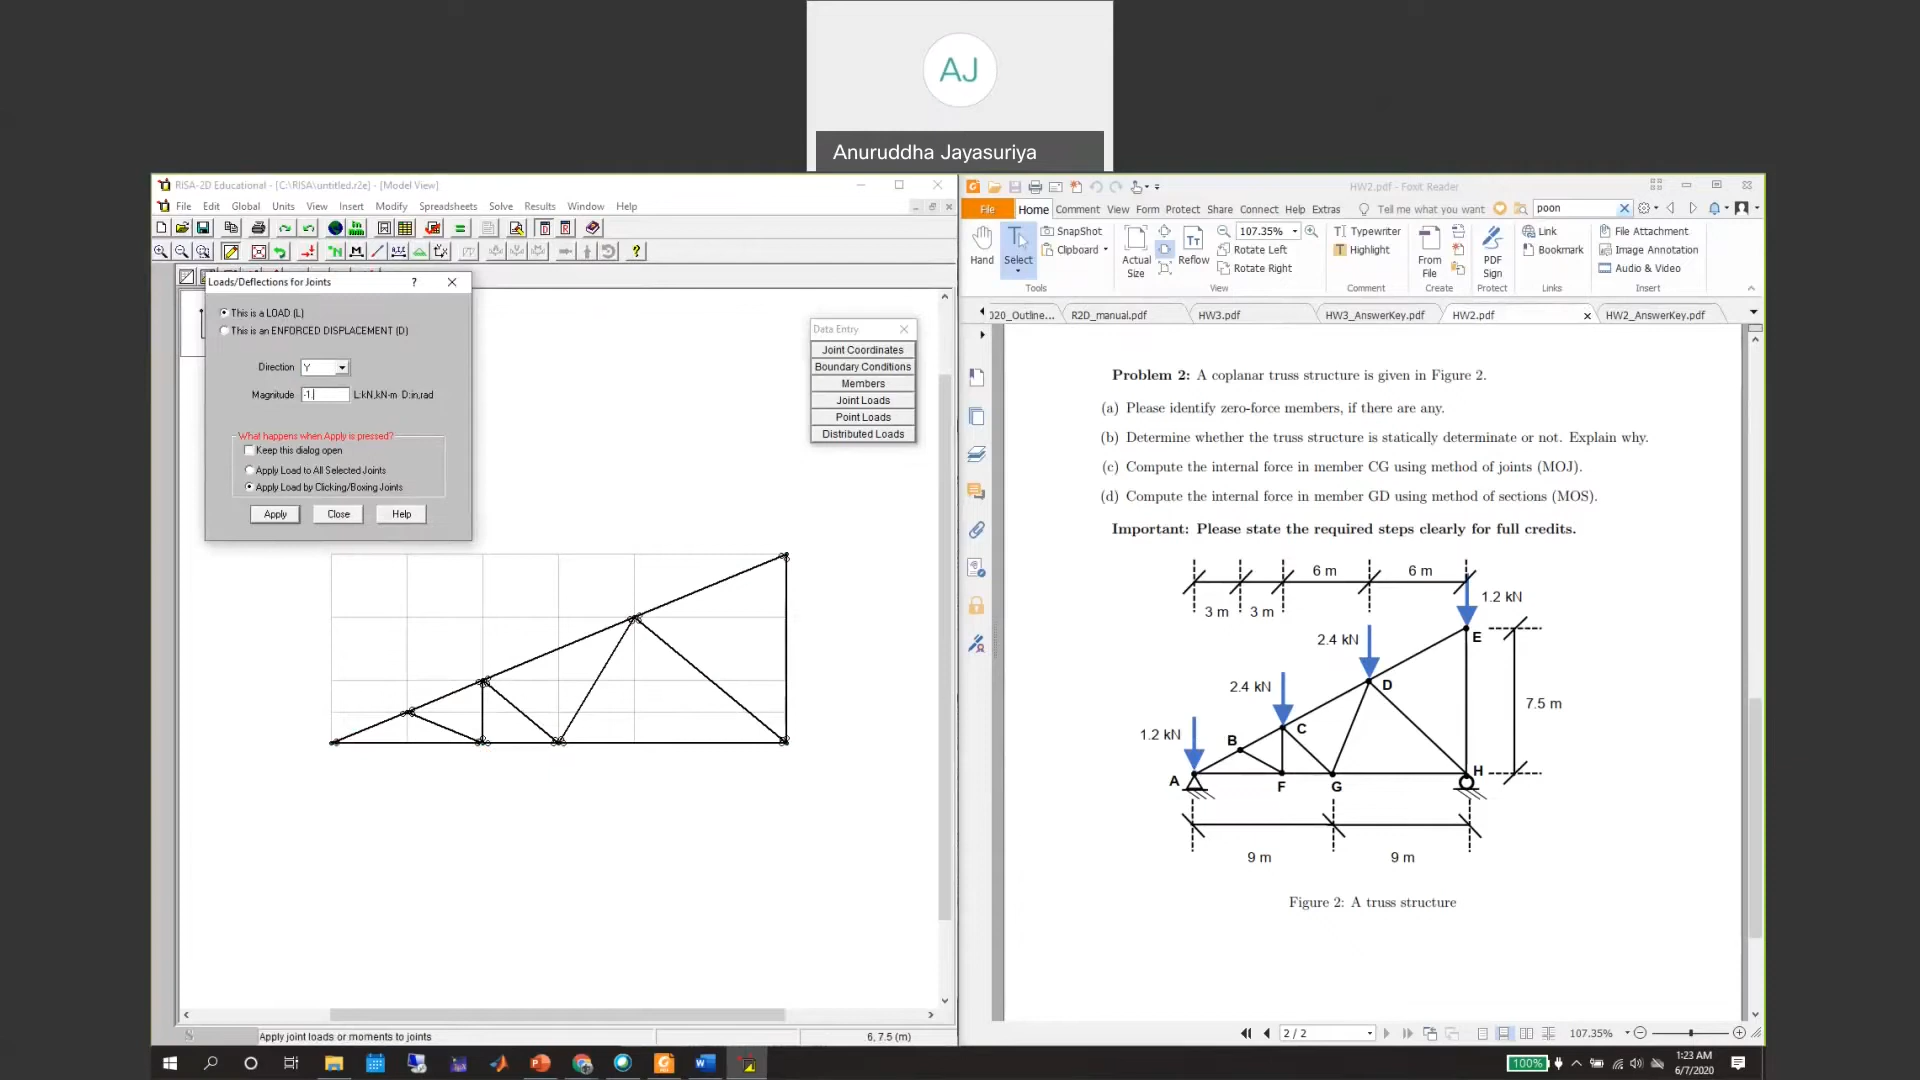 AJ
Anuruddha Jayasuriya
RISA-2D Educational - [C:\RISA\untitled.r2e] - [Model View]
File Edit Global Units View Insert Modify Spreadsheets Solve Results Window Help
Loads/Deflections for Joints
This is a LOAD (L)
This is an ENFORCED DISPLACEMENT (D)
Direction Y
Magnitude -1. L:kN,kN-m D:in,rad
What happens when Apply is pressed?
Keep this dialog open
Apply Load to All Selected Joints
Apply Load by Clicking/Boxing Joints
Apply Close Help
Data Entry
Joint Coordinates
Boundary Conditions
Members
Joint Loads
Point Loads
Distributed Loads
Apply joint loads or moments to joints
6, 7.5 (m)
HW2.pdf - Foxit Reader
File Home Comment View Form Protect Share Connect Help Extras Tell me what you want poon
Hand
Select
SnapShot
Clipboard
Tools
Actual Size
Reflow
107.35%
Rotate Left
Rotate Right
View
Typewriter
Highlight
Comment
From File
Create
PDF Sign
Protect
Link
Bookmark
Links
File Attachment
Image Annotation
Audio & Video
Insert
020_Outline... R2D_manual.pdf HW3.pdf HW3_AnswerKey.pdf HW2.pdf HW2_AnswerKey.pdf
Problem 2: A coplanar truss structure is given in Figure 2.
(a) Please identify zero-force members, if there are any.
(b) Determine whether the truss structure is statically determinate or not. Explain why.
(c) Compute the internal force in member CG using method of joints (MOJ).
(d) Compute the internal force in member GD using method of sections (MOS).
Important: Please state the required steps clearly for full credits.
6 m 6 m
3 m 3 m
1.2 kN
E
2.4 kN
D
2.4 kN
7.5 m
C
1.2 kN
B
A
H
F
G
9 m 9 m
Figure 2: A truss structure
2 / 2
107.35%
100%
1:23 AM
6/7/2020